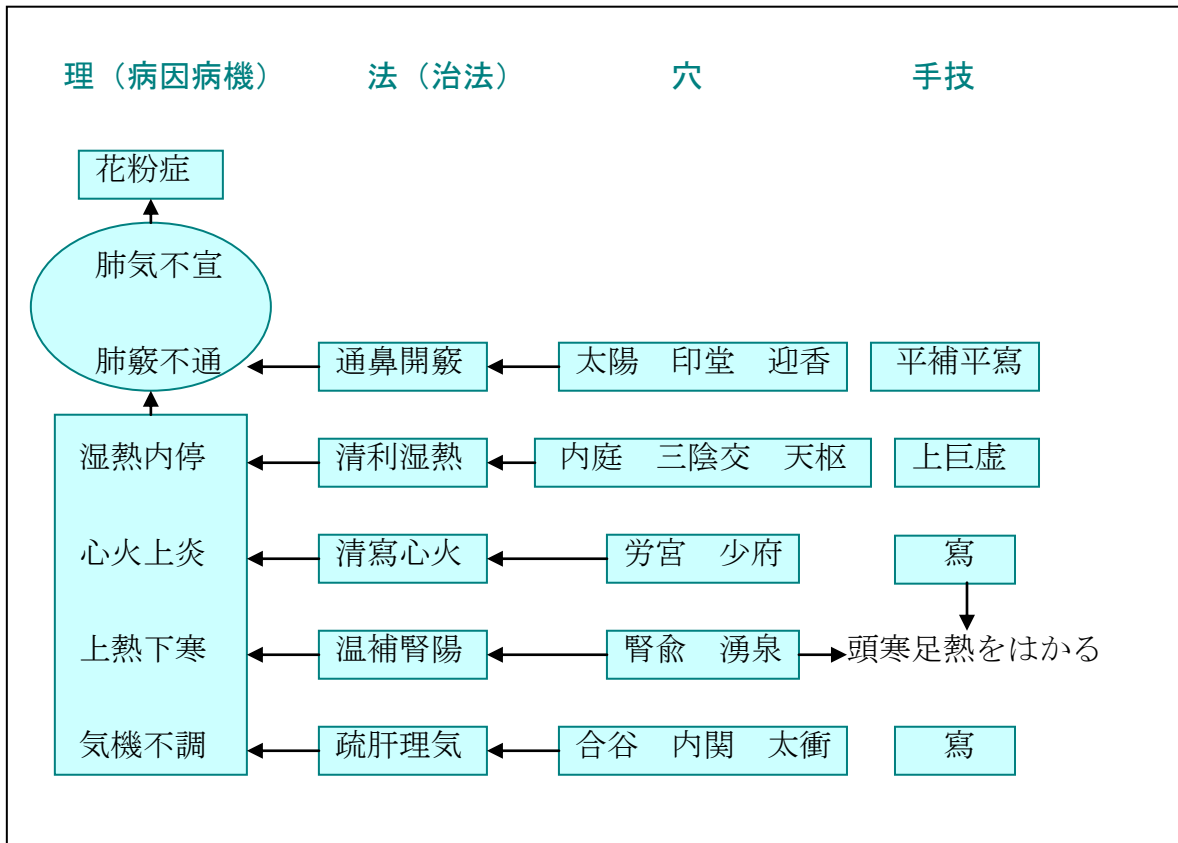 理（病因病機） 法（治法） 穴 手技
花粉症
肺気不宣
肺竅不通 通鼻開竅 太陽 印堂 迎香 平補平寫
湿熱内停 清利湿熱 内庭 三陰交 天枢 上巨虚
心火上炎 清寫心火 労宮 少府 寫
上熱下寒 温補腎陽 腎兪 湧泉 頭寒足熱をはかる
気機不調 疏肝理気 合谷 内関 太衝 寫